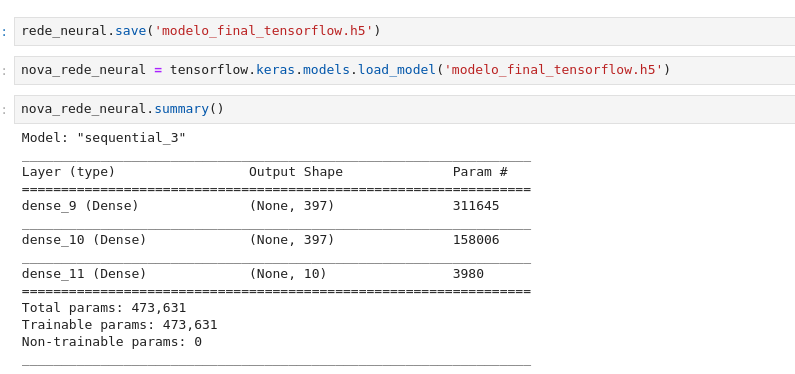 : rede_neural.save('modelo_final_tensorflow.h5')
: nova_rede_neural = tensorflow.keras.models.load_model('modelo_final_tensorflow.h5')
: nova_rede_neural.summary()
Model: "sequential_3"
_________________________________________________________________
Layer (type)                 Output Shape              Param #
=================================================================
dense_9 (Dense)              (None, 397)               311645
_________________________________________________________________
dense_10 (Dense)             (None, 397)               158006
_________________________________________________________________
dense_11 (Dense)             (None, 10)                3980
=================================================================
Total params: 473,631
Trainable params: 473,631
Non-trainable params: 0
_________________________________________________________________